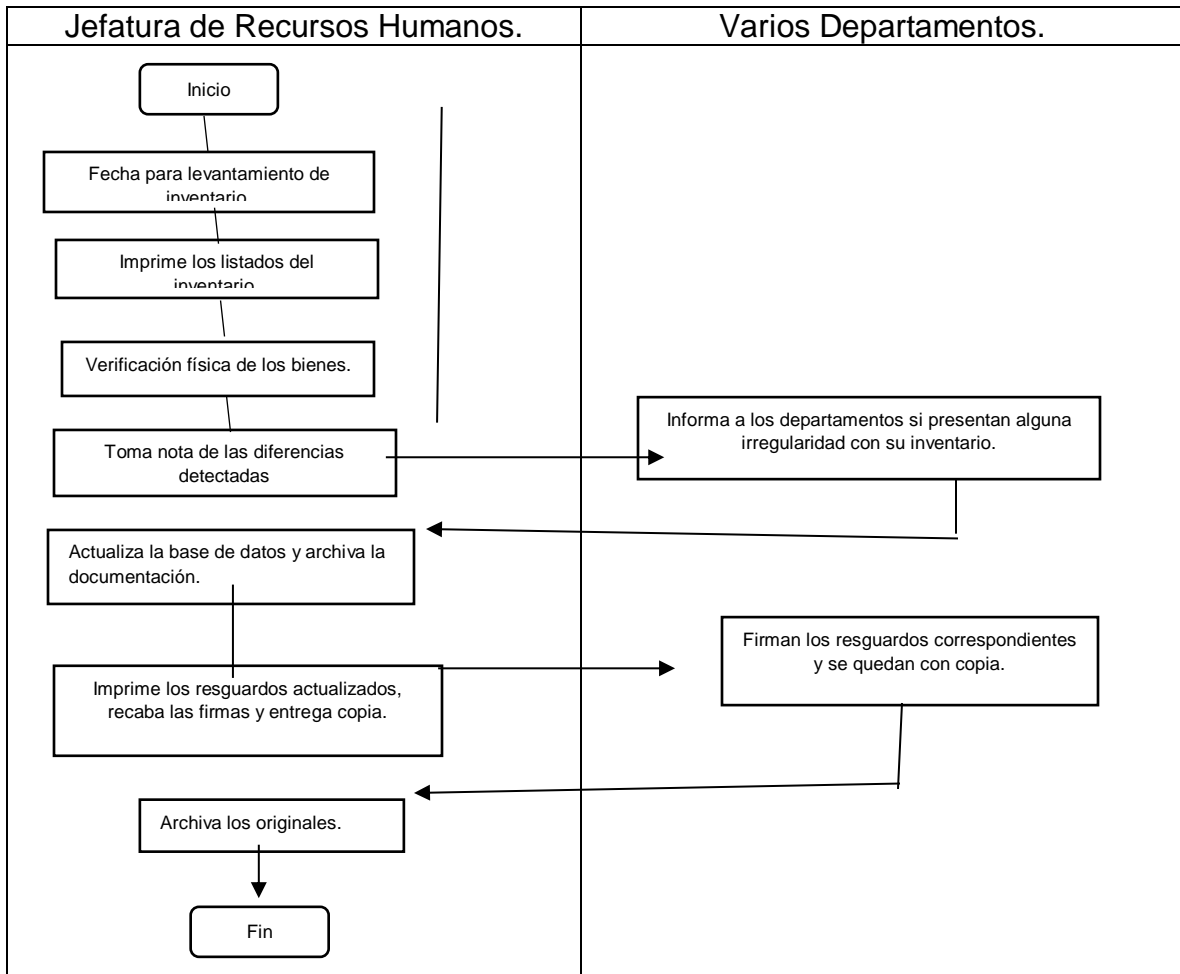 Jefatura de Recursos Humanos.
Varios Departamentos.
Inicio
Fecha para levantamiento de
inventario
Imprime los listados del
inventario
Verificación física de los bienes.
Toma nota de las diferencias
detectadas
Informa a los departamentos si presentan alguna
irregularidad con su inventario.
Actualiza la base de datos y archiva la
documentación.
Imprime los resguardos actualizados,
recaba las firmas y entrega copia.
Firman los resguardos correspondientes
y se quedan con copia.
Archiva los originales.
Fin